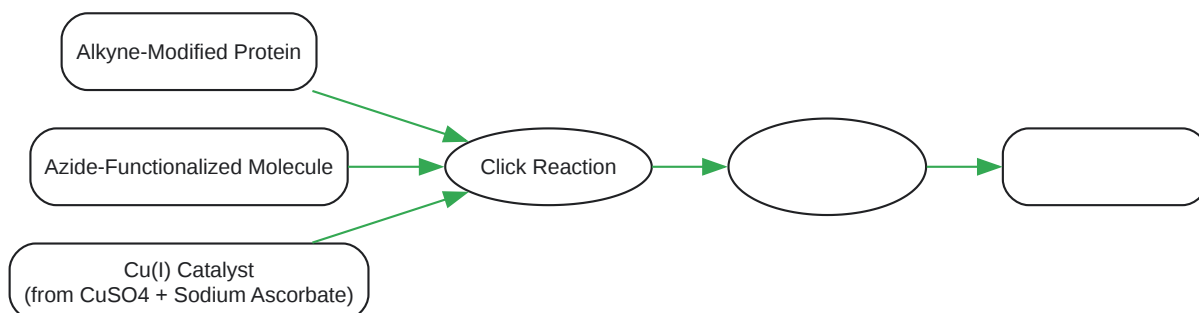 Alkyne-Modified Protein
Azide-Functionalized Molecule
Click Reaction
Cu(I) Catalyst
(from CuSO4 + Sodium Ascorbate)